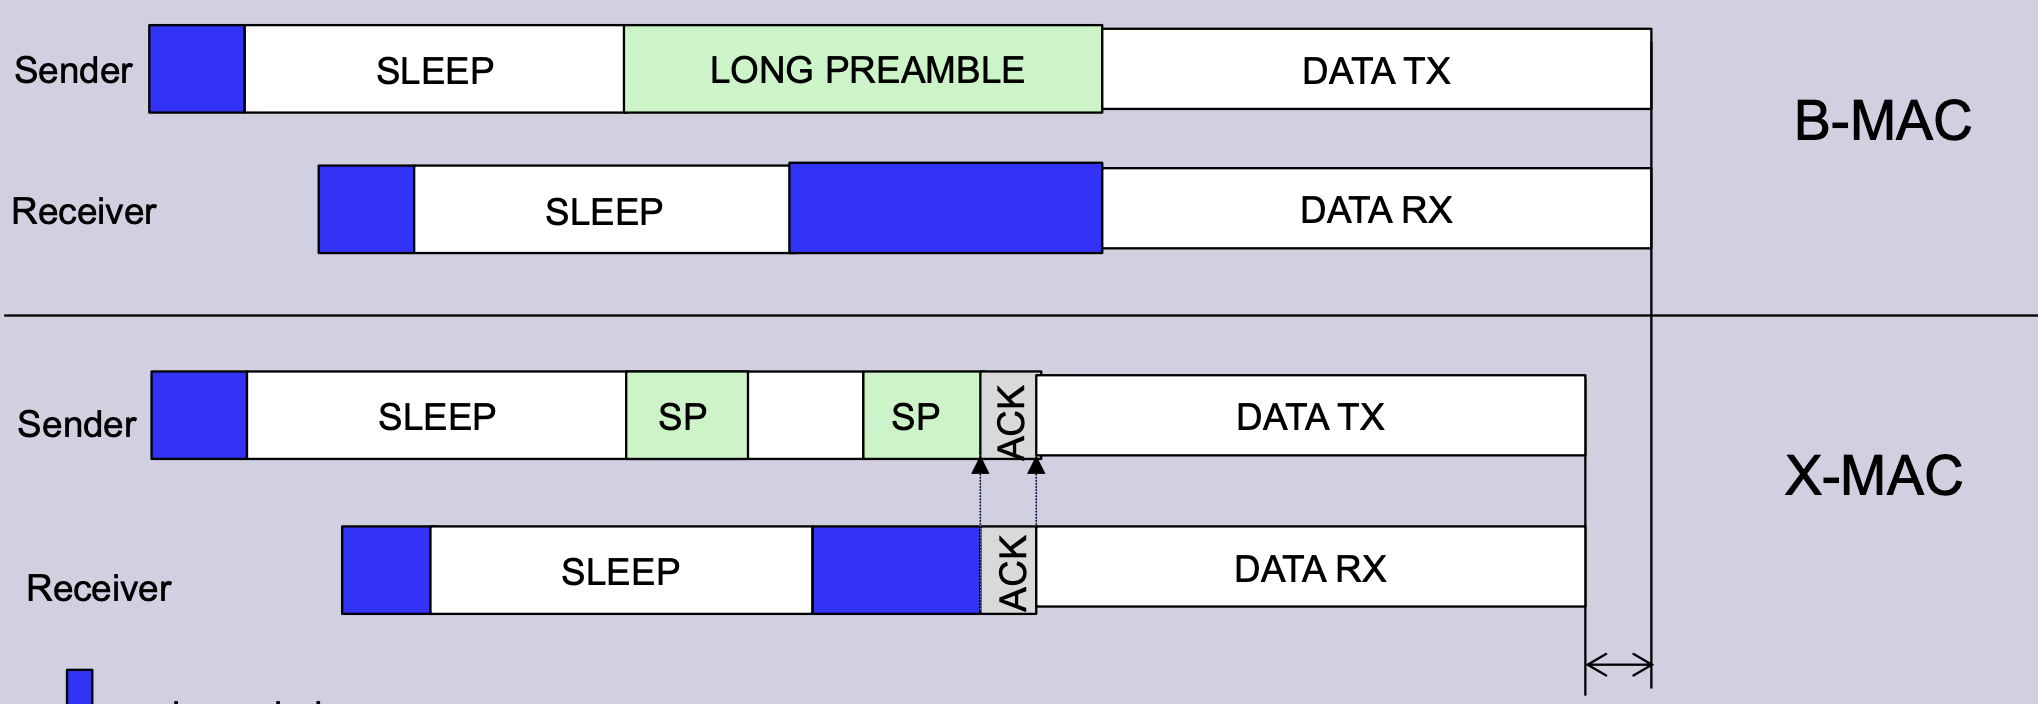 Sender SLEEP LONG PREAMBLE DATA TX
B-MAC
Receiver SLEEP DATA RX
Sender SLEEP SP SP ACK DATA TX
X-MAC
Receiver SLEEP ACK DATA RX